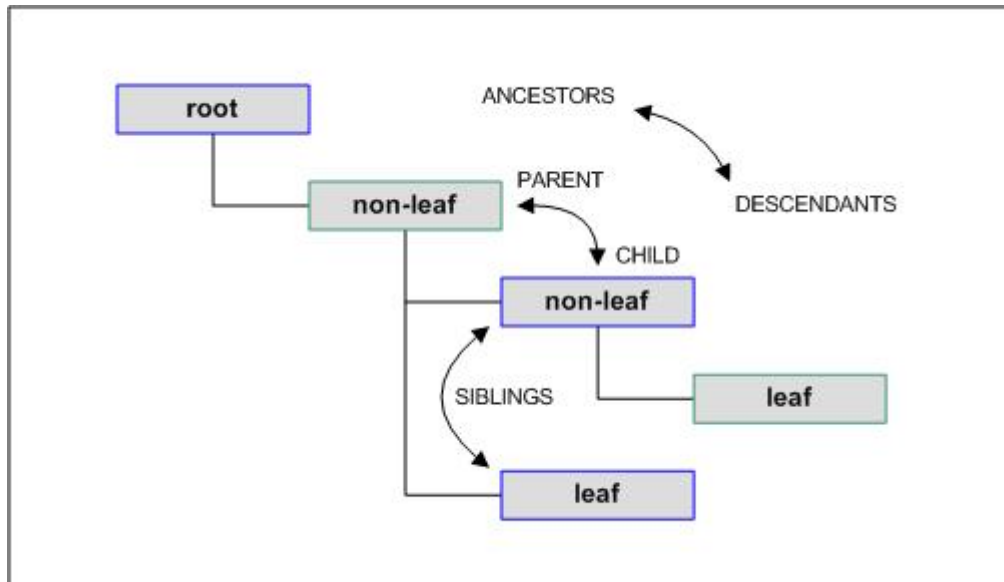 root
ANCESTORS
non-leaf
PARENT
DESCENDANTS
CHILD
non-leaf
SIBLINGS
leaf
leaf